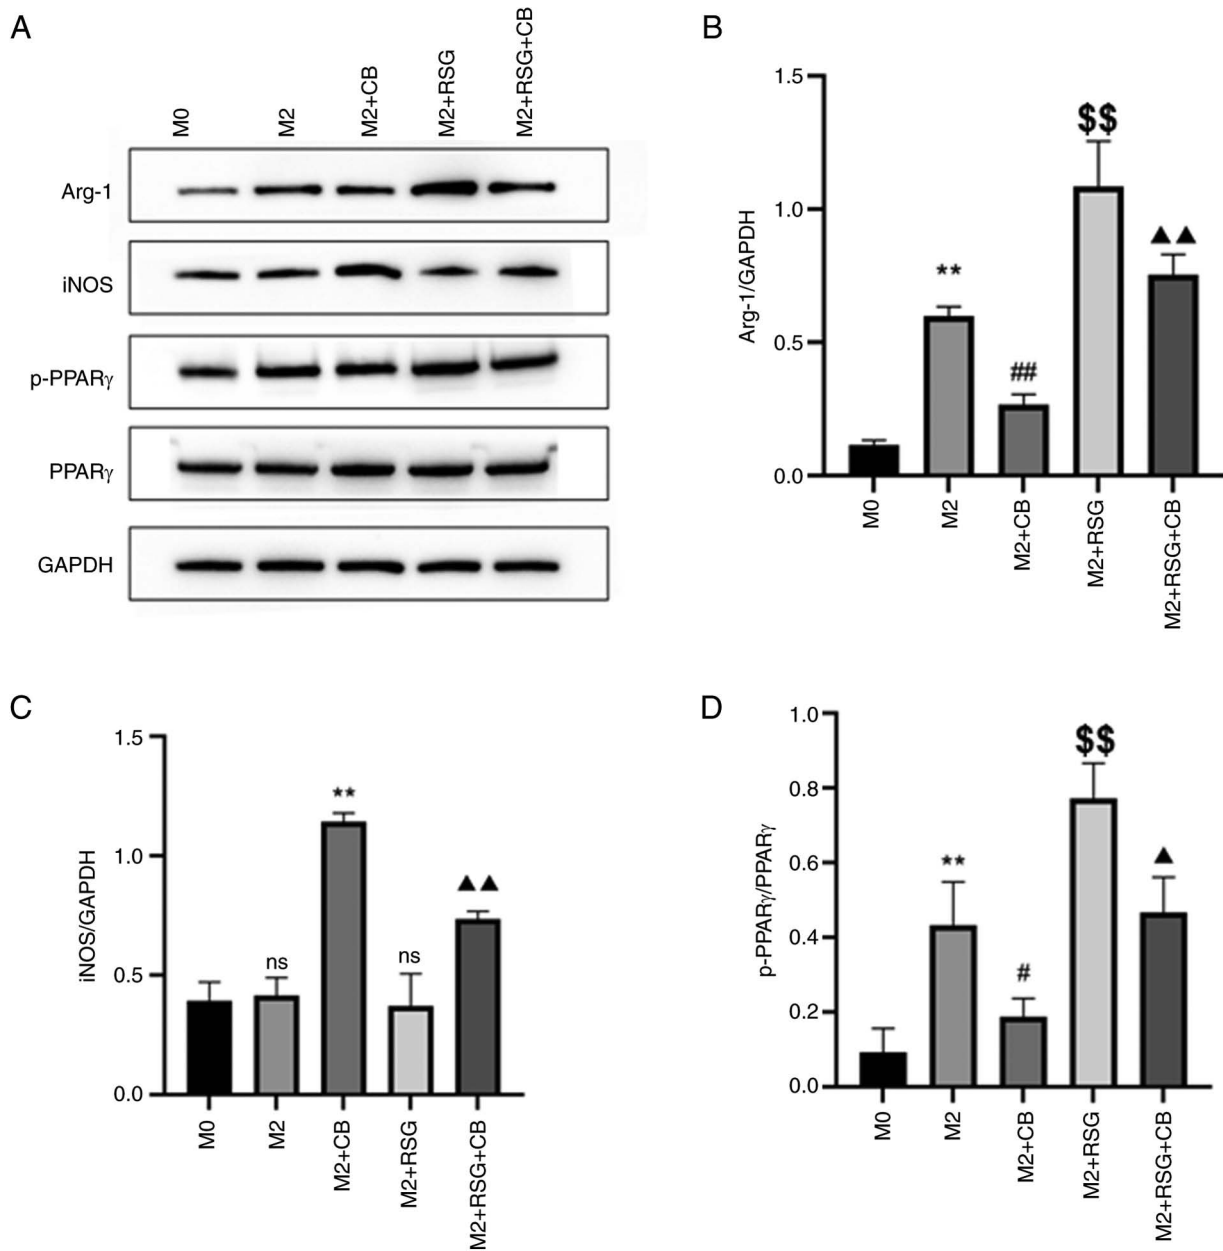 A
M0
M2
M2+CB
M2+RSG
M2+RSG+CB
Arg-1
iNOS
p-PPARγ
PPARγ
GAPDH
B
Arg-1/GAPDH
1.5
1.0
0.5
0.0
**
##
$$
▲▲
M0
M2
M2+CB
M2+RSG
M2+RSG+CB
C
iNOS/GAPDH
1.5
1.0
0.5
0.0
ns
**
ns
▲▲
M0
M2
M2+CB
M2+RSG
M2+RSG+CB
D
p-PPARγ/PPARγ
1.0
0.8
0.6
0.4
0.2
0.0
**
#
$$
▲
M0
M2
M2+CB
M2+RSG
M2+RSG+CB